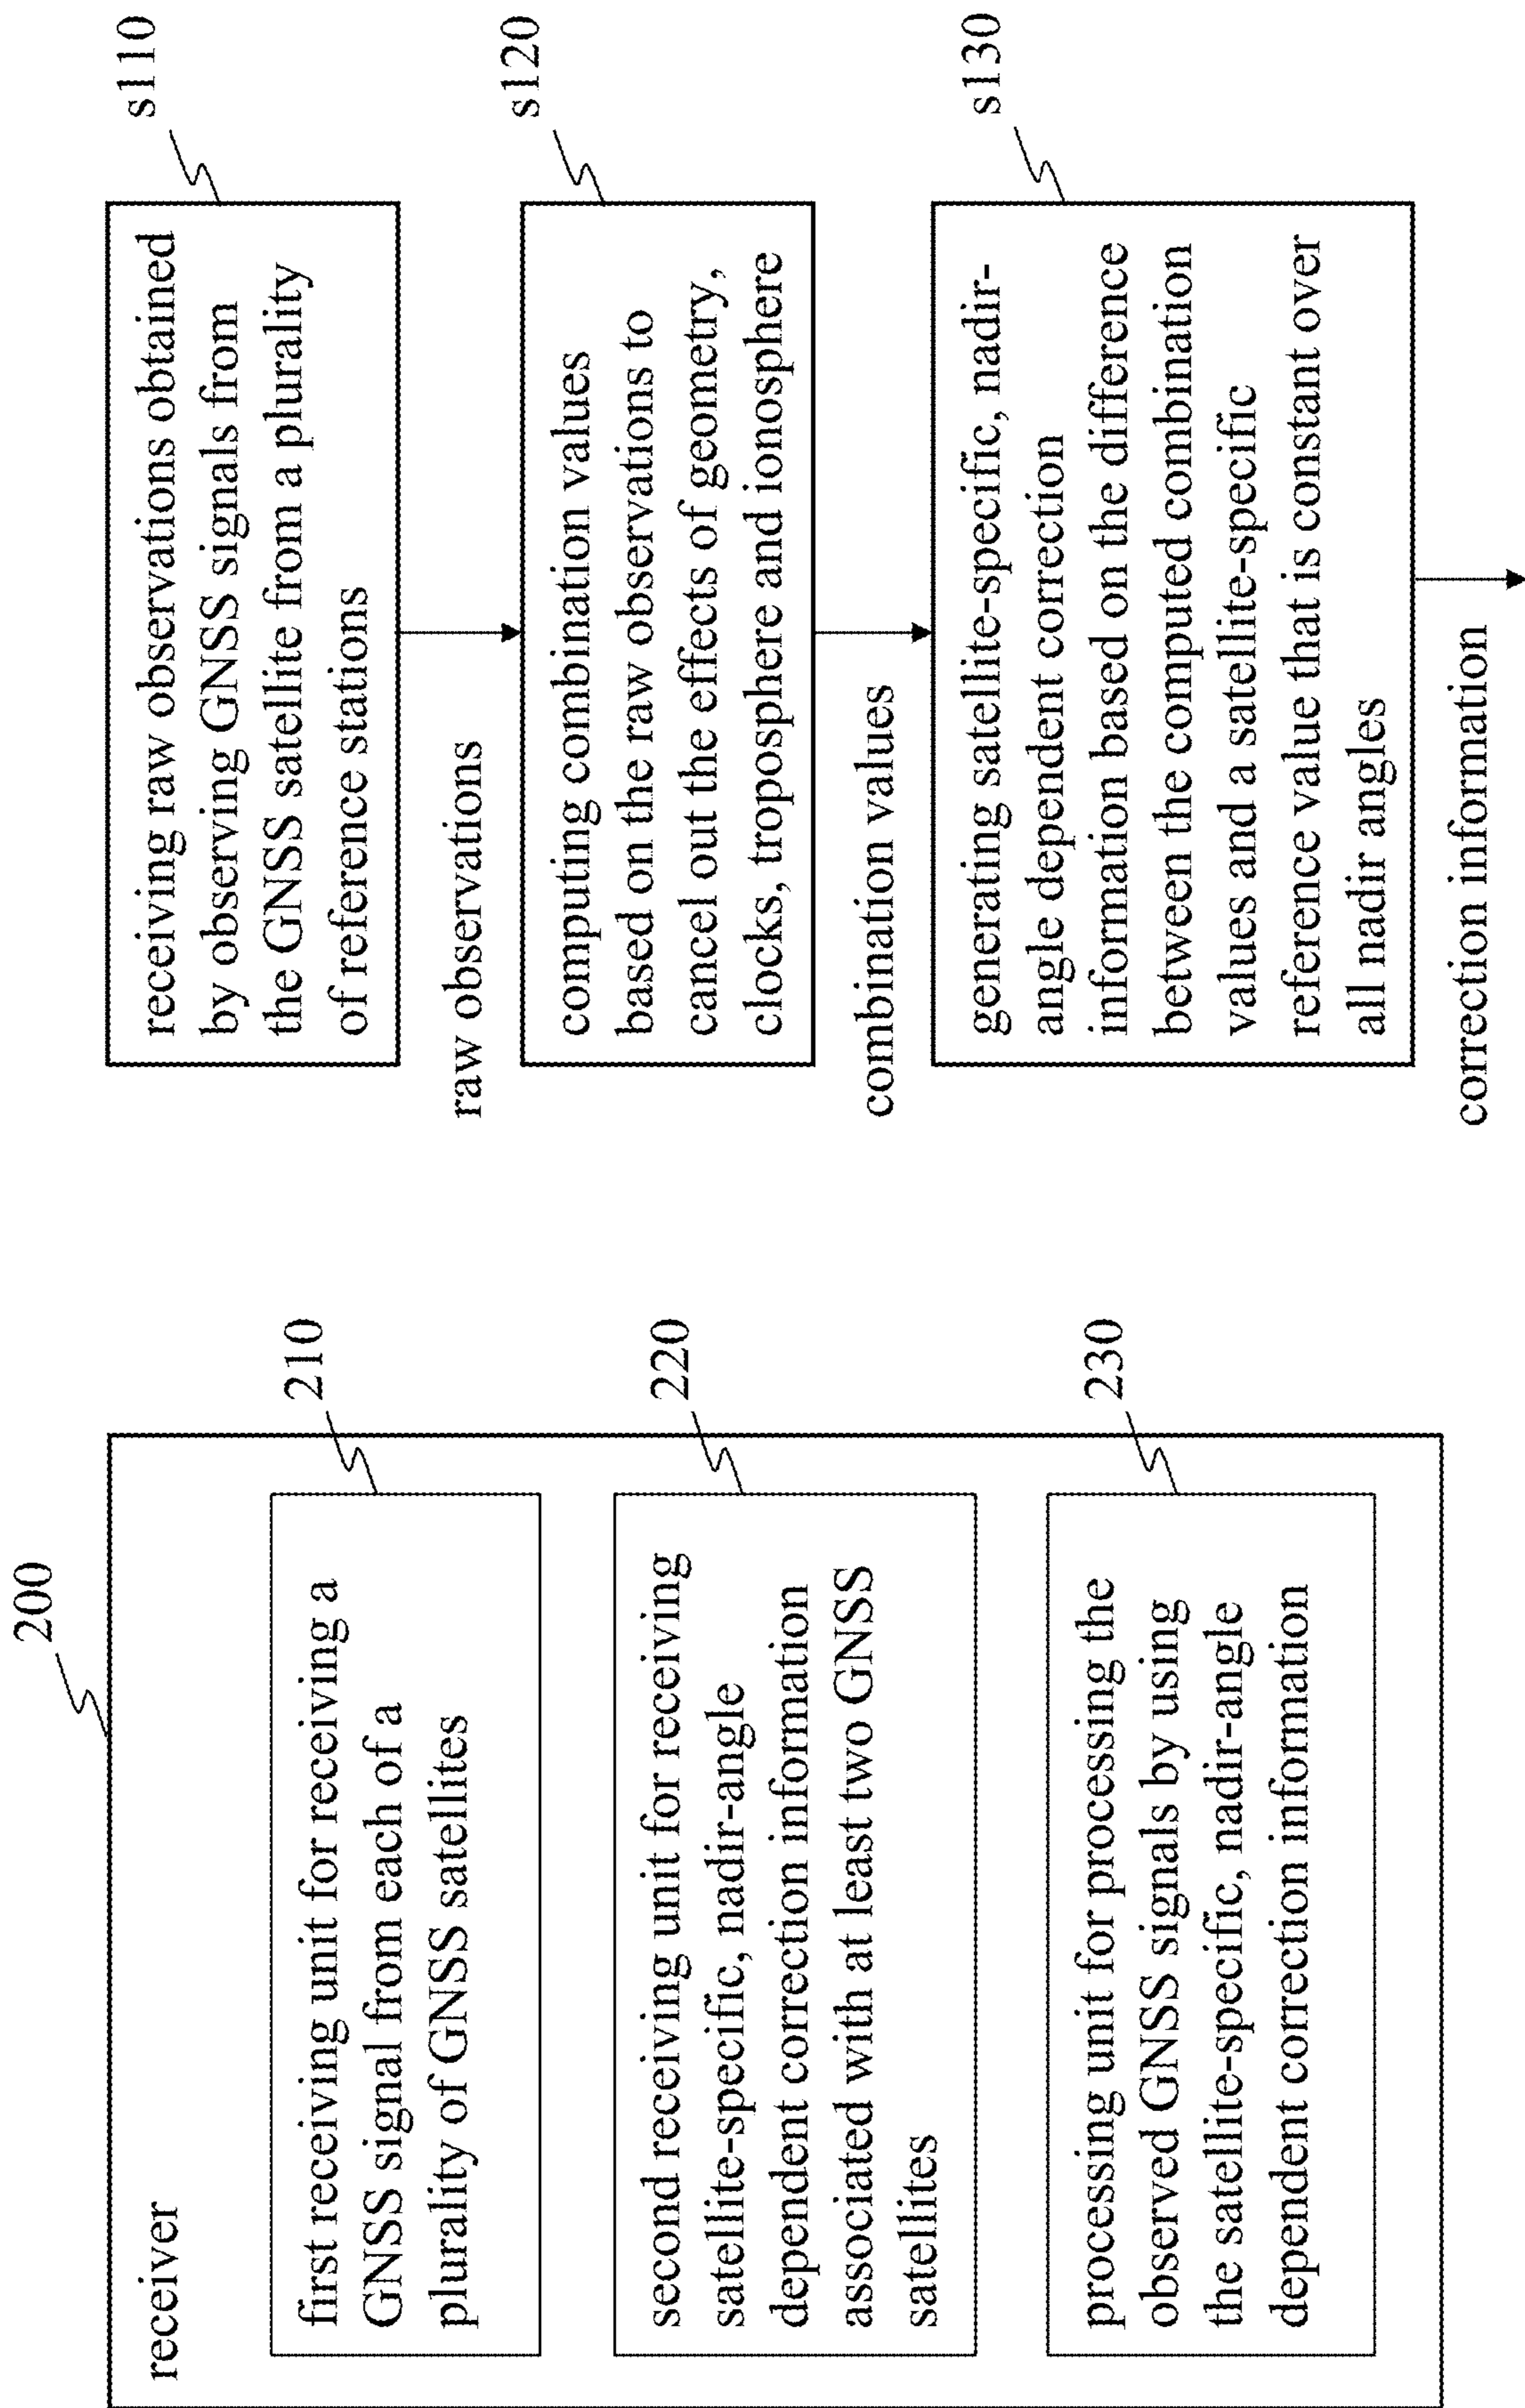 200
receiver
first receiving unit for receiving a
GNSS signal from each of a
plurality of GNSS satellites
210
second receiving unit for receiving
satellite-specific, nadir-angle
dependent correction information
associated with at least two GNSS
satellites
220
processing unit for processing the
observed GNSS signals by using
the satellite-specific, nadir-angle
dependent correction information
230
s110
receiving raw observations obtained
by observing GNSS signals from
the GNSS satellite from a plurality
of reference stations
raw observations
s120
computing combination values
based on the raw observations to
cancel out the effects of geometry,
clocks, troposphere and ionosphere
combination values
s130
generating satellite-specific, nadir-
angle dependent correction
information based on the difference
between the computed combination
values and a satellite-specific
reference value that is constant over
all nadir angles
correction information